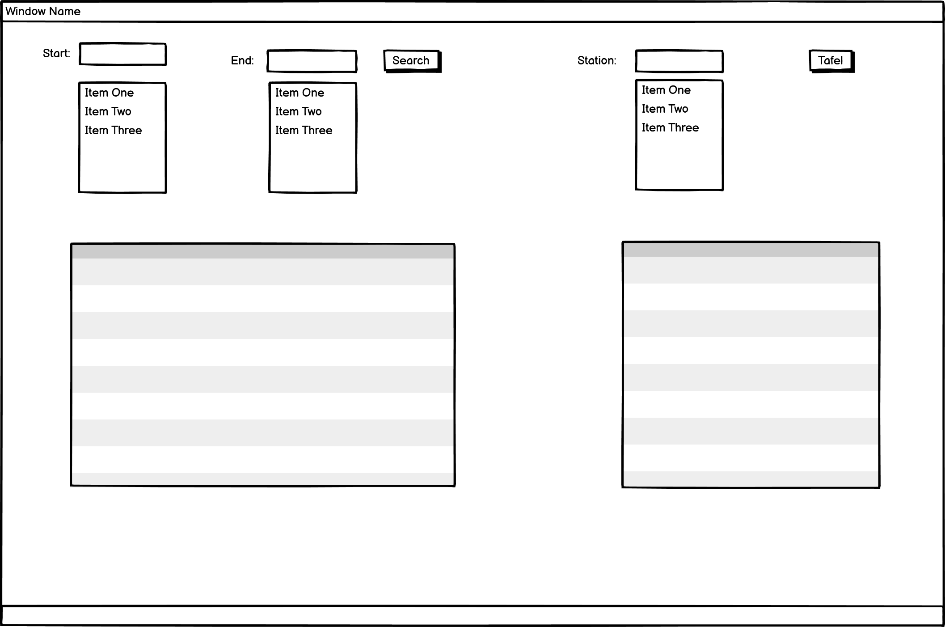 Window Name
Start:
End:
Search
Station:
Tafel
Item One
Item Two
Item Three
Item One
Item Two
Item Three
Item One
Item Two
Item Three